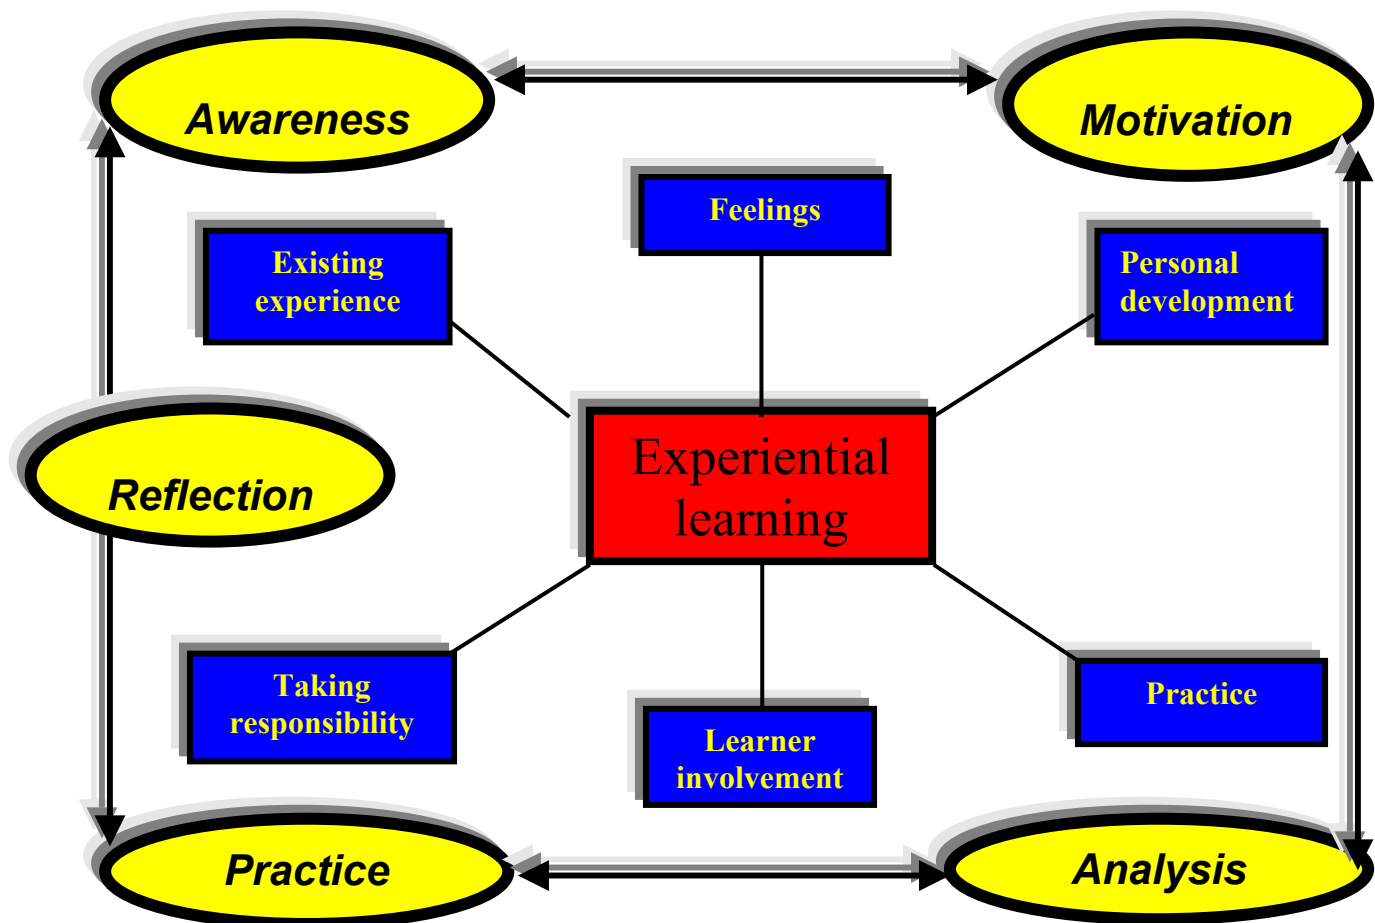 Awareness
Motivation
Feelings
Existing
experience
Personal
development
Experiential
learning
Reflection
Taking
responsibility
Learner
involvement
Practice
Practice
Analysis